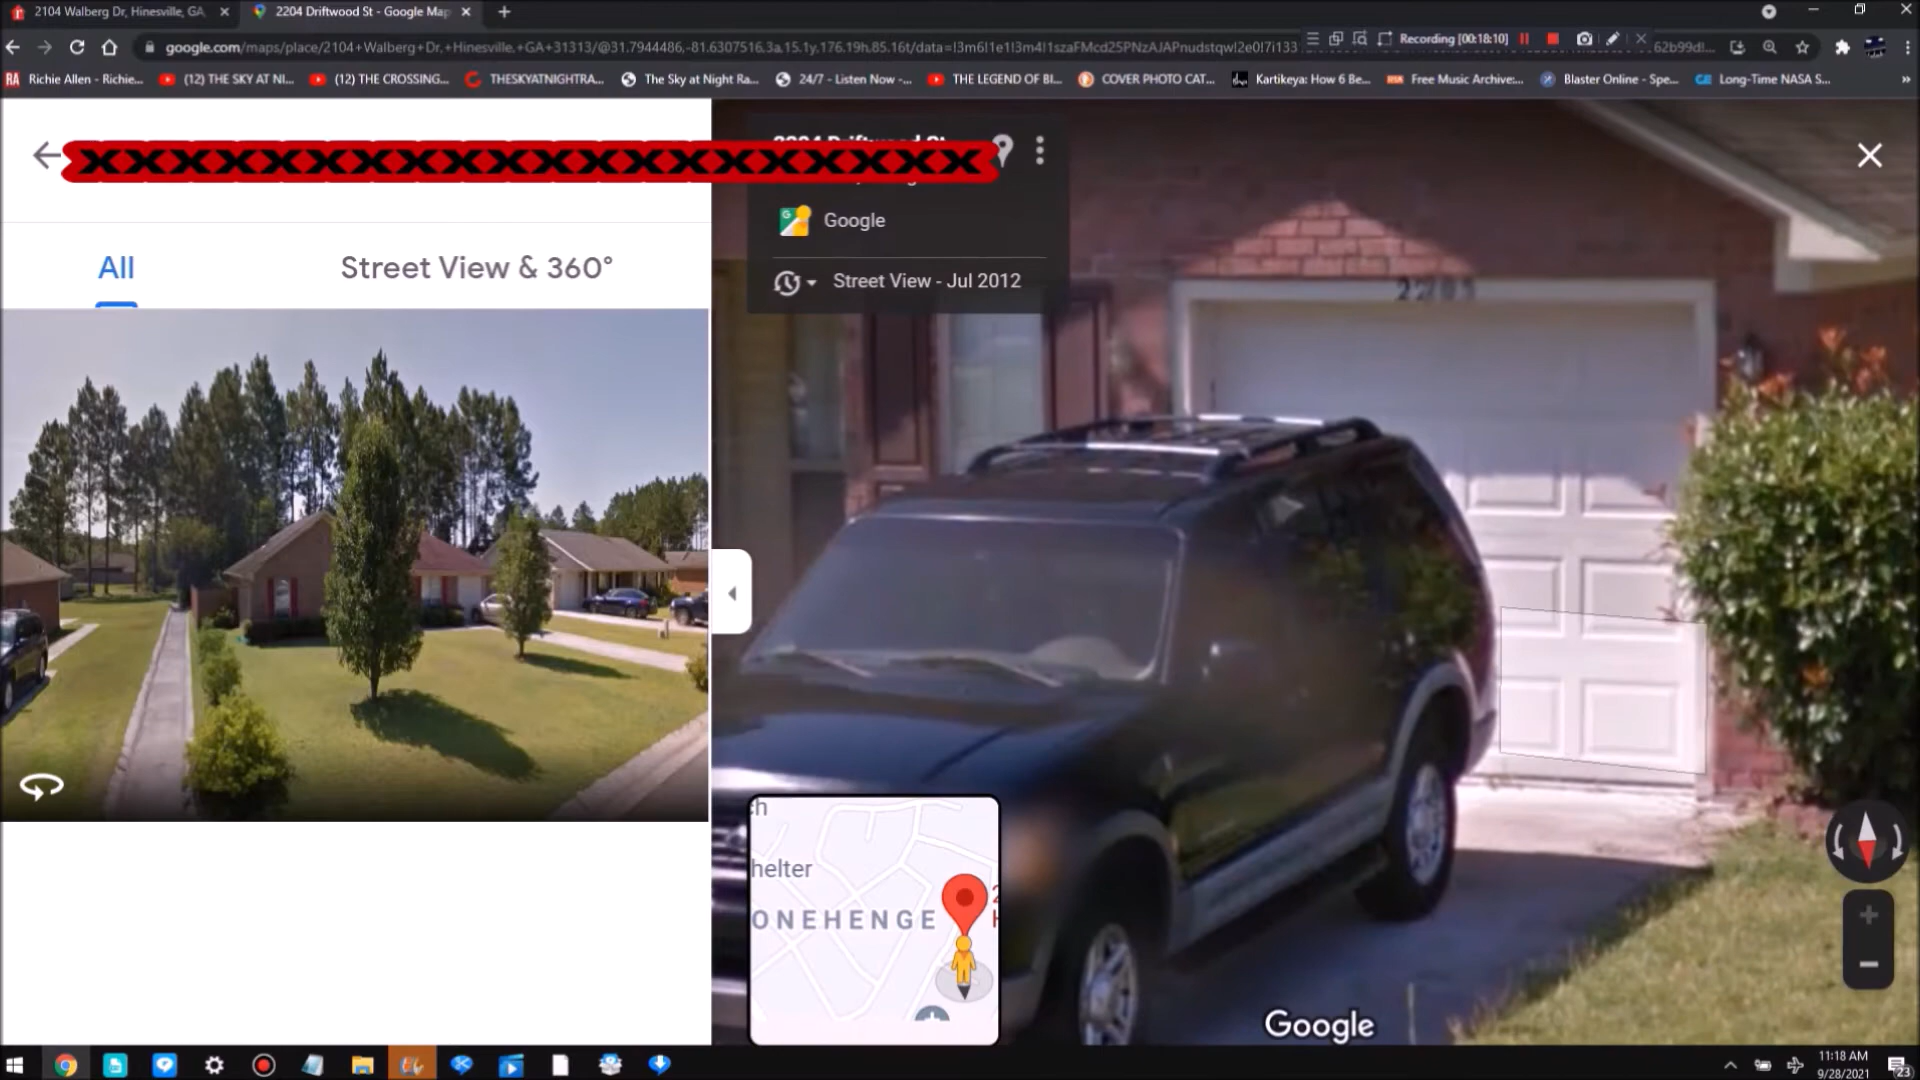 2104 Walberg Dr, Hinesville, GA,
2204 Driftwood St - Google Map
google.com/maps/place/2104+Walberg+Dr,+Hinesville,+GA+31313/@31.7944486,-81.6307516,3a,15.1y,176.19h,85.16t/data=!3m6!1e1!3m4!1szaFMcd25PNzAJAPnudstqw!2e0!7i133
Recording [00:18:10]
62b99d!...
Richie Allen - Richie...
(12) THE SKY AT NI...
(12) THE CROSSING...
THESKYATNIGHTRA...
The Sky at Night Ra...
24/7 - Listen Now -...
THE LEGEND OF BI...
COVER PHOTO CAT...
Kartikeya: How 6 Be...
Free Music Archive:...
Blaster Online - Spe...
Long-Time NASA S...
XXXXXXXXXXXXXXXXXXXXXXXXXXXXX
Google
All
Street View & 360°
Street View - Jul 2012
helter
ONEHENGE
Google
11:18 AM
9/28/2021
23